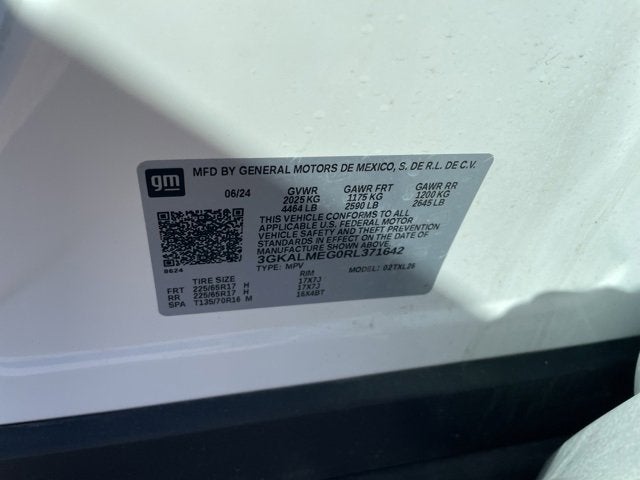 gm
MFD BY GENERAL MOTORS DE MEXICO, S. DE R.L. DE C.V.
06/24 GVWR GAWR FRT GAWR RR
2025 KG 1175 KG 1200 KG
4464 LB 2590 LB 2645 LB
THIS VEHICLE CONFORMS TO ALL
APPLICABLE U.S. FEDERAL MOTOR
VEHICLE SAFETY, BUMPER, AND THEFT
PREVENTION STANDARDS IN EFFECT ON
THE DATE OF MANUFACTURE SHOWN ABOVE.
3GKALMEG0RL371642
TYPE: MPV MODEL: 02TXL26
8624
TIRE SIZE RIM
FRT 225/65R17 H 17X7J
RR 225/65R17 H 17X7J
SPA T135/70R16 M 16X4BT